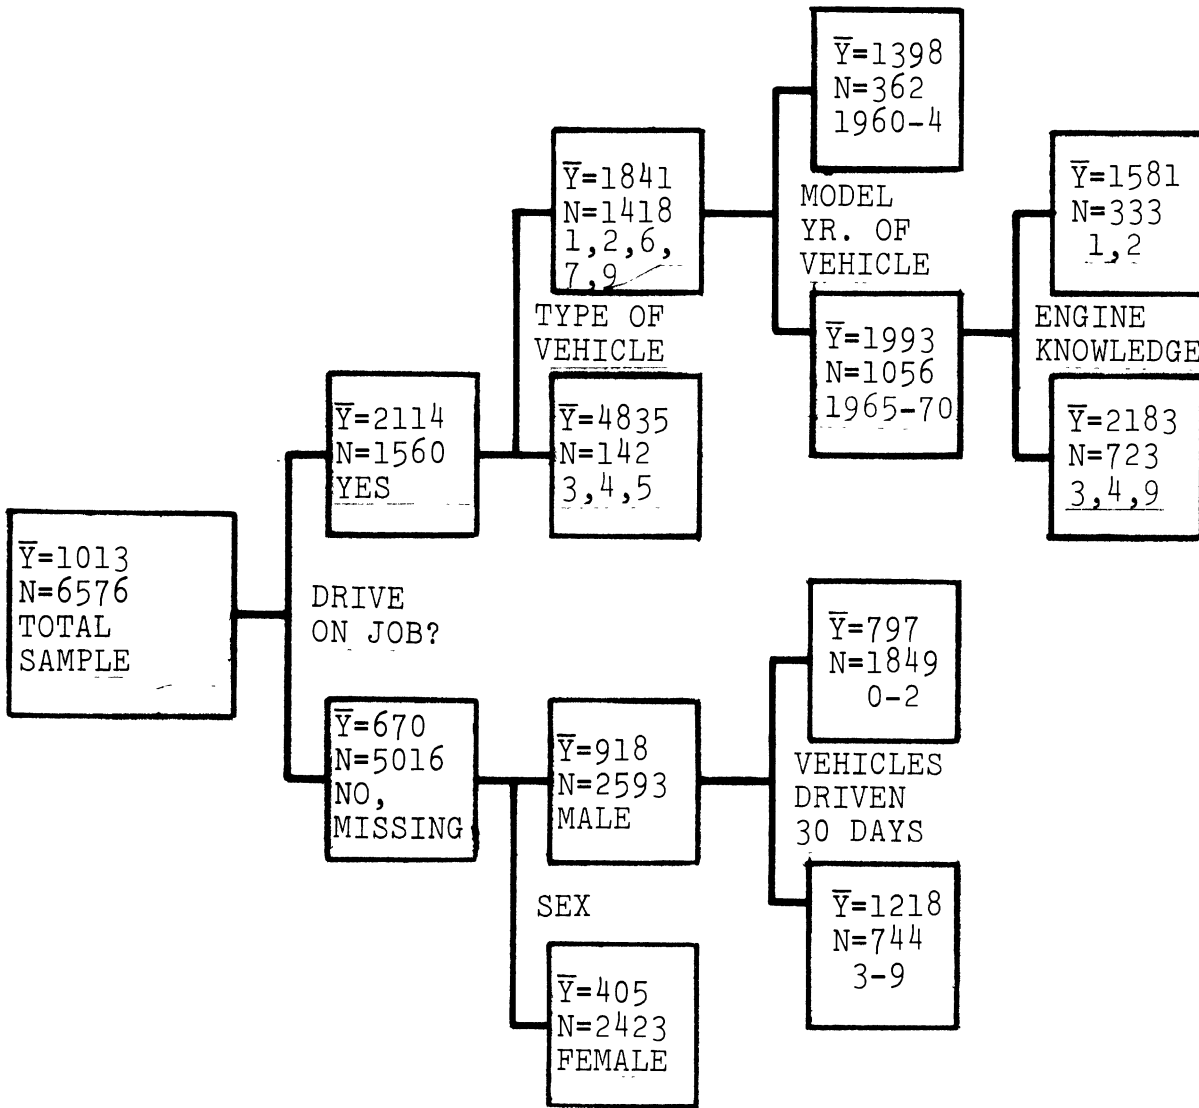 Ȳ=1013
N=6576
TOTAL
SAMPLE
DRIVE
ON JOB?
Ȳ=2114
N=1560
YES
Ȳ=670
N=5016
NO,
MISSING
TYPE OF
VEHICLE
Ȳ=1841
N=1418
1,2,6,
7,9
Ȳ=4835
N=142
3,4,5
SEX
Ȳ=918
N=2593
MALE
Ȳ=405
N=2423
FEMALE
MODEL
YR. OF
VEHICLE
Ȳ=1398
N=362
1960-4
Ȳ=1993
N=1056
1965-70
VEHICLES
DRIVEN
30 DAYS
Ȳ=797
N=1849
0-2
Ȳ=1218
N=744
3-9
ENGINE
KNOWLEDGE
Ȳ=1581
N=333
1,2
Ȳ=2183
N=723
3,4,9